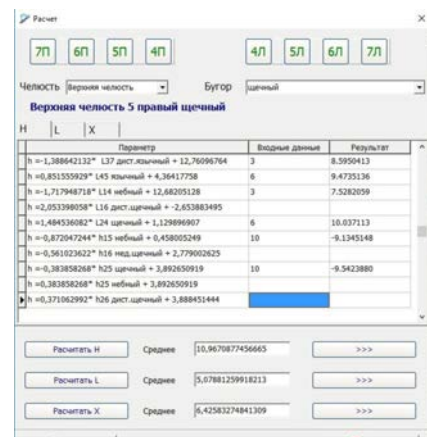 Расчет
7П 6П 5П 4П 4Л 5Л 6Л 7Л
Челюсть Верхняя челюсть Бугор щечный
Верхняя челюсть 5 правый щечный
H L X
Параметр Входные данные Результат
h =-1,388642132* L37 дист.язычный + 12,76096764 3 8.5950413
h =0,851555929* L45 язычный + 4,36417758 6 9.4735136
h =-1,717948718* L14 небный + 12,68205128 3 7.5282059
h =2,053398058* L16 дист.щечный + -2,653883495
h =1,484536082* L24 щечный + 1,129896907 6 10.037113
h =-0,872047244* h15 небный + 0,458005249 10 -9.1345148
h =-0,561023622* h16 мед.щечный + 2,779002625
h =-0,383858268* h25 щечный + 3,892650919 10 -9.5423880
h =0,383858268* h25 небный + 3,892650919
h =0,371062992* h26 дист.щечный + 3,888451444
Расчитать H Среднее 10,9670877456665 >>>
Расчитать L Среднее 5,07881259918213 >>>
Расчитать X Среднее 6,42583274841309 >>>